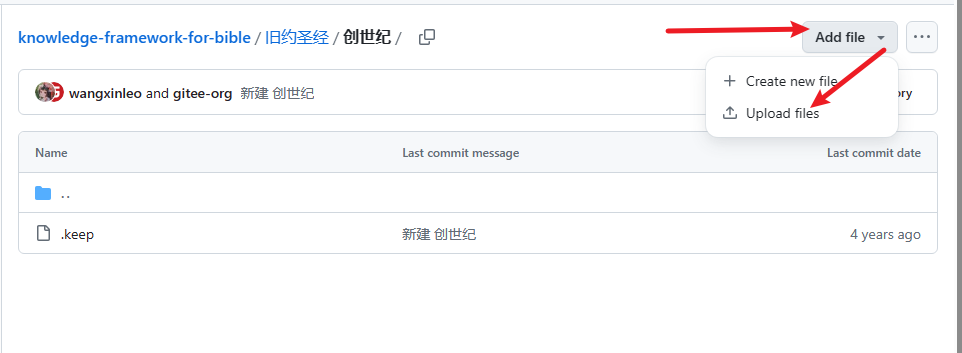 knowledge-framework-for-bible / 旧约圣经 / 创世纪 /
Add file
Create new file
Upload files
wangxinleo and gitee-org 新建 创世纪
ory
Name Last commit message Last commit date
..
.keep 新建 创世纪 4 years ago